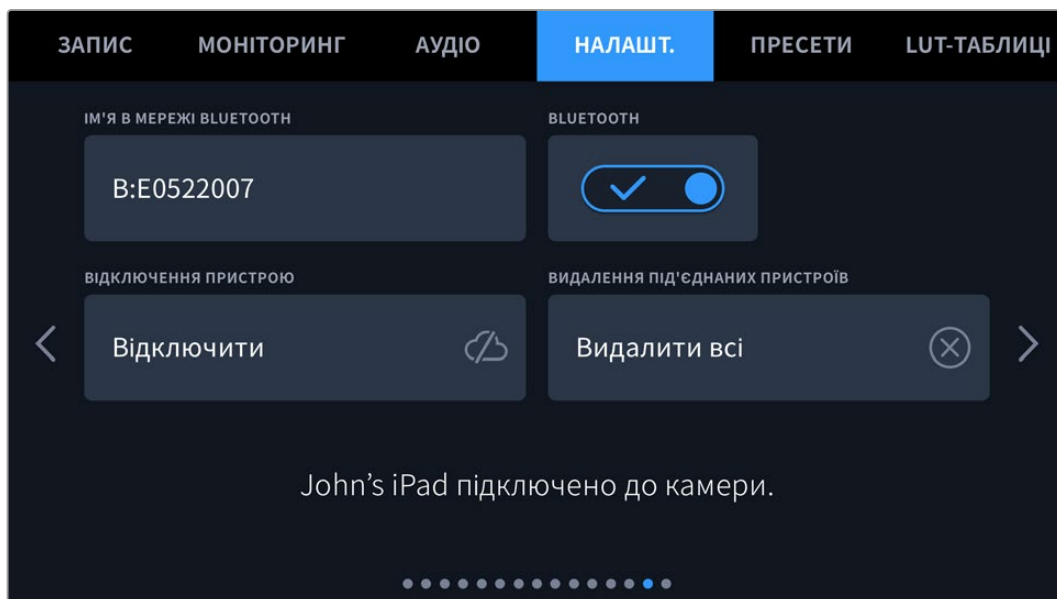 ЗАПИС МОНІТОРИНГ АУДІО НАЛАШТ. ПРЕСЕТИ LUT-ТАБЛИЦІ
ІМ'Я В МЕРЕЖІ BLUETOOTH BLUETOOTH
B:E0522007
ВІДКЛЮЧЕННЯ ПРИСТРОЮ ВИДАЛЕННЯ ПІД'ЄДНАНИХ ПРИСТРОЇВ
Відключити Видалити всі
John’s iPad підключено до камери.